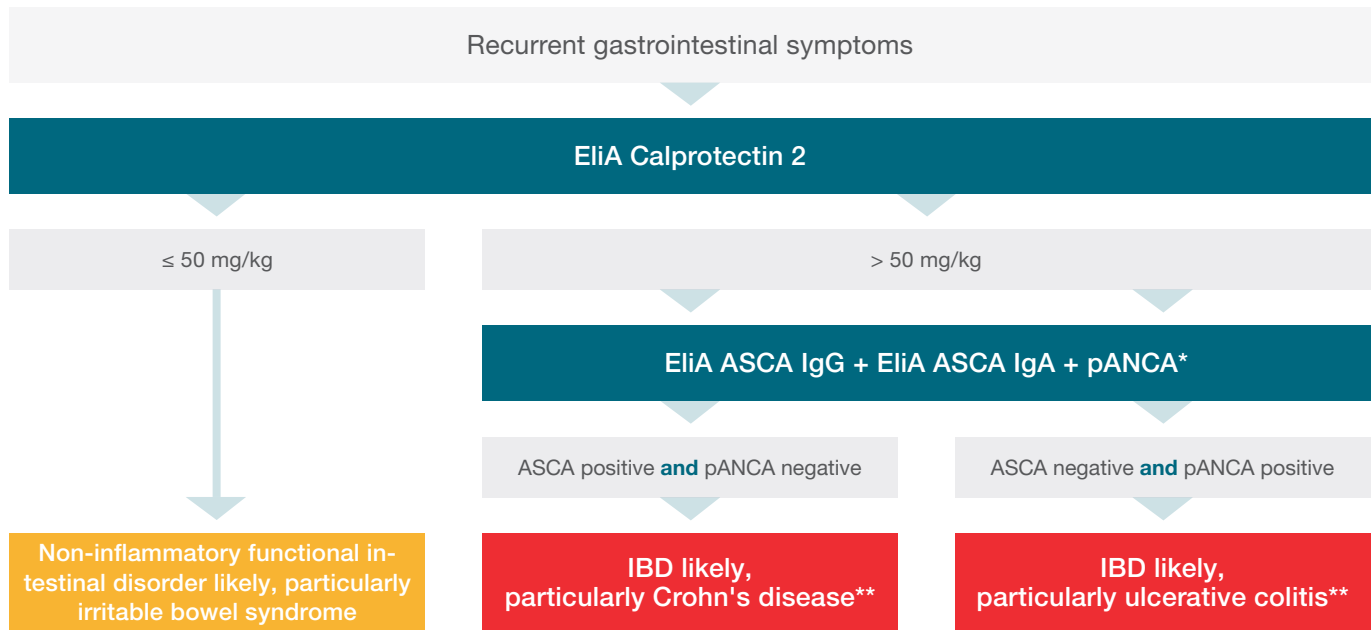 Recurrent gastrointestinal symptoms
EliA Calprotectin 2
≤ 50 mg/kg
> 50 mg/kg
EliA ASCA IgG + EliA ASCA IgA + pANCA*
ASCA positive and pANCA negative
ASCA negative and pANCA positive
Non-inflammatory functional in-
testinal disorder likely, particularly
irritable bowel syndrome
IBD likely,
particularly Crohn's disease**
IBD likely,
particularly ulcerative colitis**